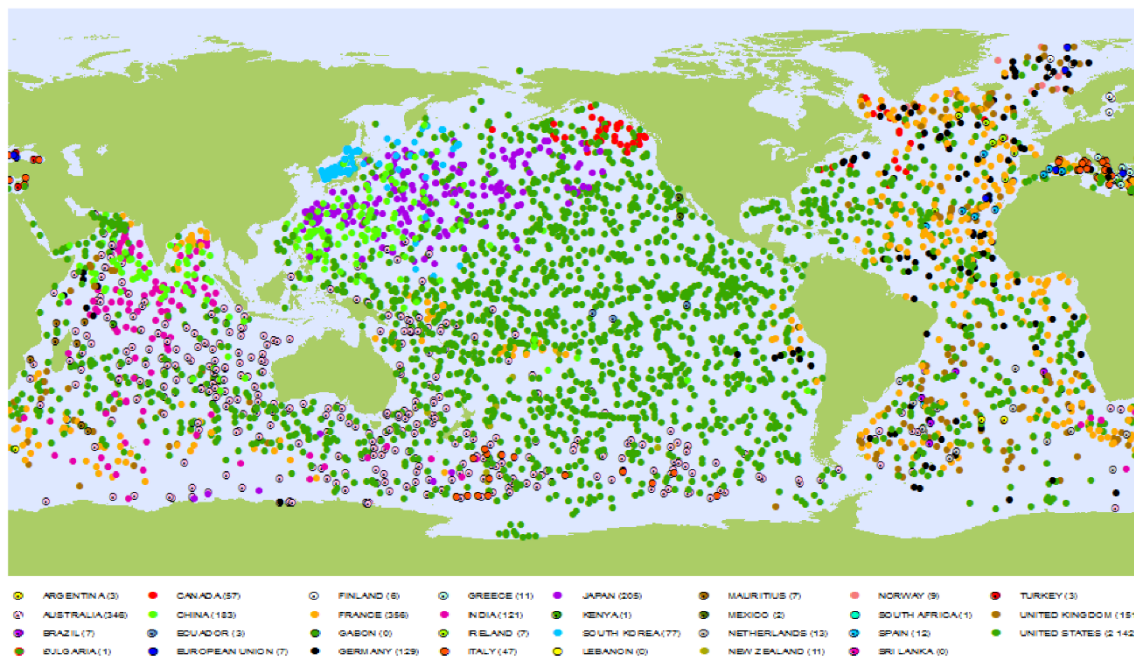 ARGENTINA (3) CANADA (57) FINLAND (6) GREECE (11) JAPAN (205) MAURITIUS (7) NORWAY (9) TURKEY (3)
AUSTRALIA (346) CHINA (183) FRANCE (356) INDIA (121) KENYA (1) MEXICO (2) SOUTH AFRICA (1) UNITED KINGDOM (151
BRAZIL (7) ECUADOR (3) GABON (0) IRELAND (7) SOUTH KOREA (77) NETHERLANDS (13) SPAIN (12) UNITED STATES (2 142
BULGARIA (1) EUROPEAN UNION (7) GERMANY (129) ITALY (47) LEBANON (0) NEW ZEALAND (11) SRI LANKA (0)